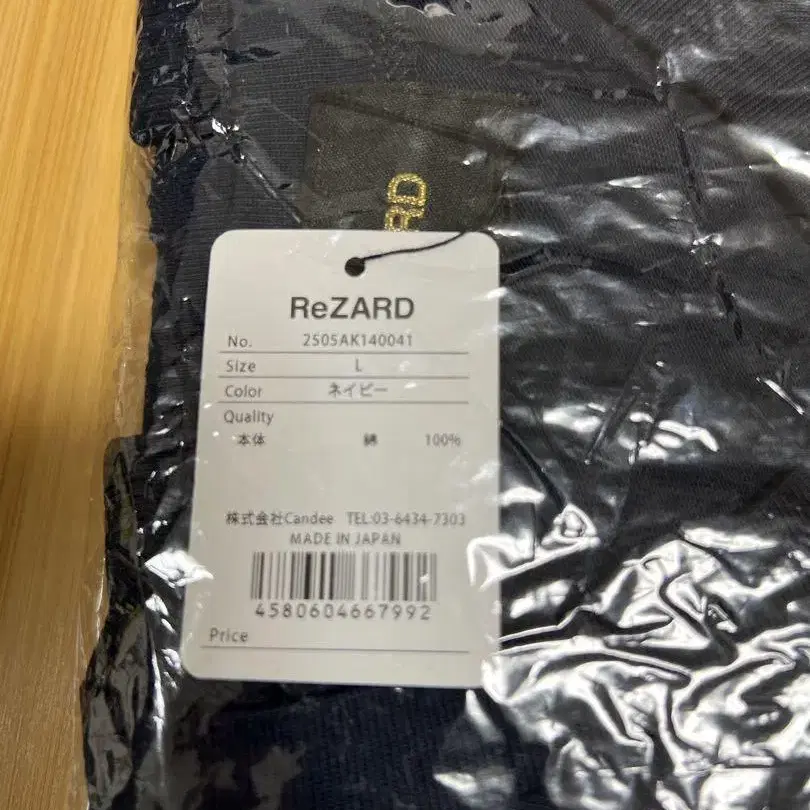 RD
ReZARD
No. 2505AK140041
Size L
Color ネイビー
Quality
本体 綿 100%
株式会社Candee TEL:03-6434-7303
MADE IN JAPAN
4580604667992
Price